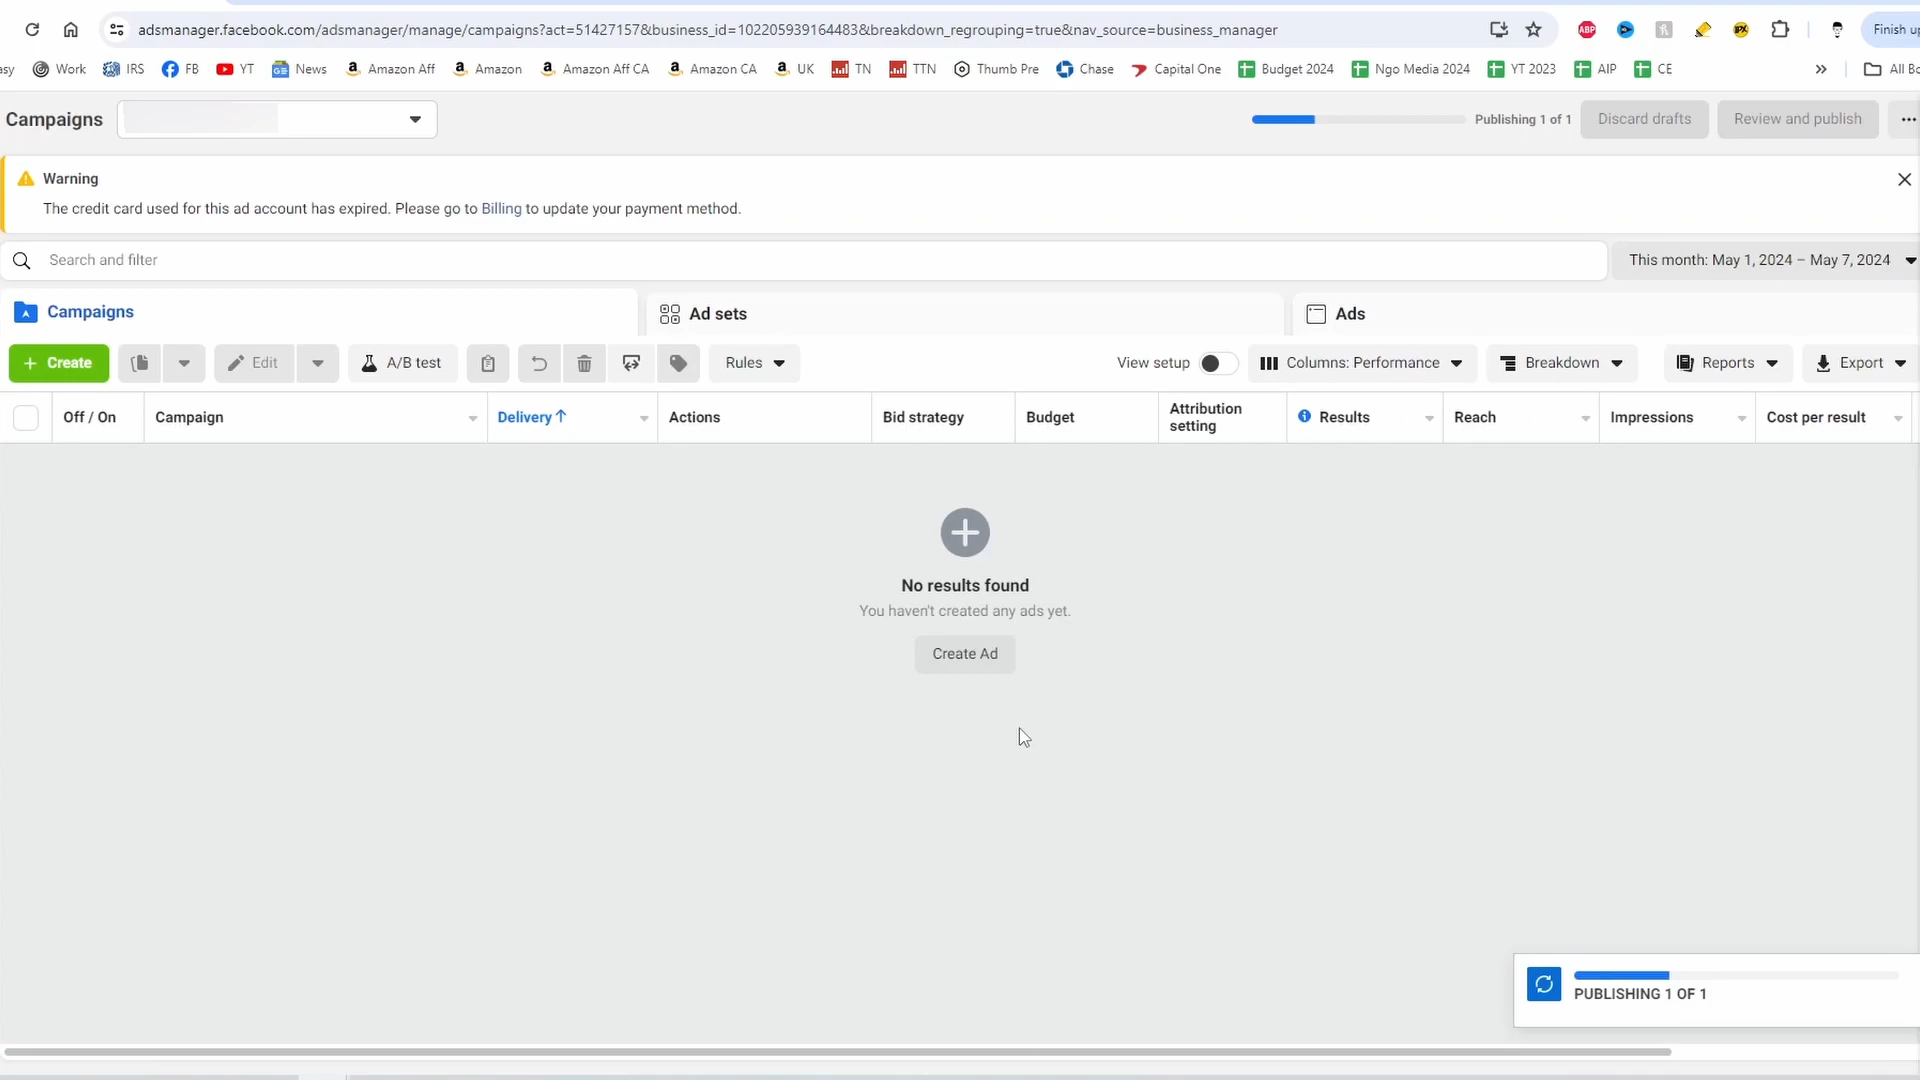 adsmanager.facebook.com/adsmanager/manage/campaigns?act=51427157&business_id=102205939164483&breakdown_regrouping=true&nav_source=business_manager
ABP
IPX
Finish up
asy Work IRS FB YT News Amazon Aff Amazon Amazon Aff CA Amazon CA UK TN TTN Thumb Pre Chase Capital One Budget 2024 Ngo Media 2024 YT 2023 AIP CE » All Bo
Campaigns
Publishing 1 of 1
Discard drafts
Review and publish
Warning
The credit card used for this ad account has expired. Please go to Billing to update your payment method.
Search and filter
This month: May 1, 2024 – May 7, 2024
Campaigns
Ad sets
Ads
+ Create
Edit
A/B test
Rules
View setup
Columns: Performance
Breakdown
Reports
Export
Off / On
Campaign
Delivery ↑
Actions
Bid strategy
Budget
Attribution
setting
Results
Reach
Impressions
Cost per result
No results found
You haven't created any ads yet.
Create Ad
PUBLISHING 1 OF 1